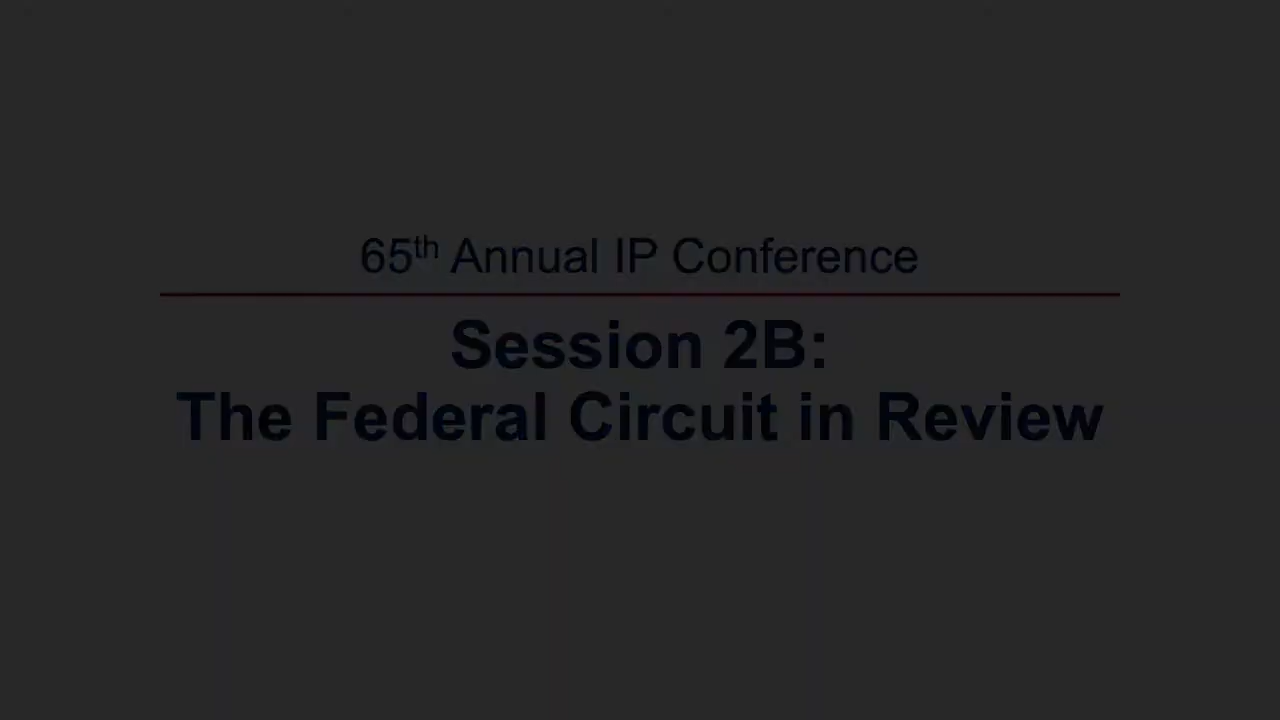 65th Annual IP Conference
Session 2B:
The Federal Circuit in Review